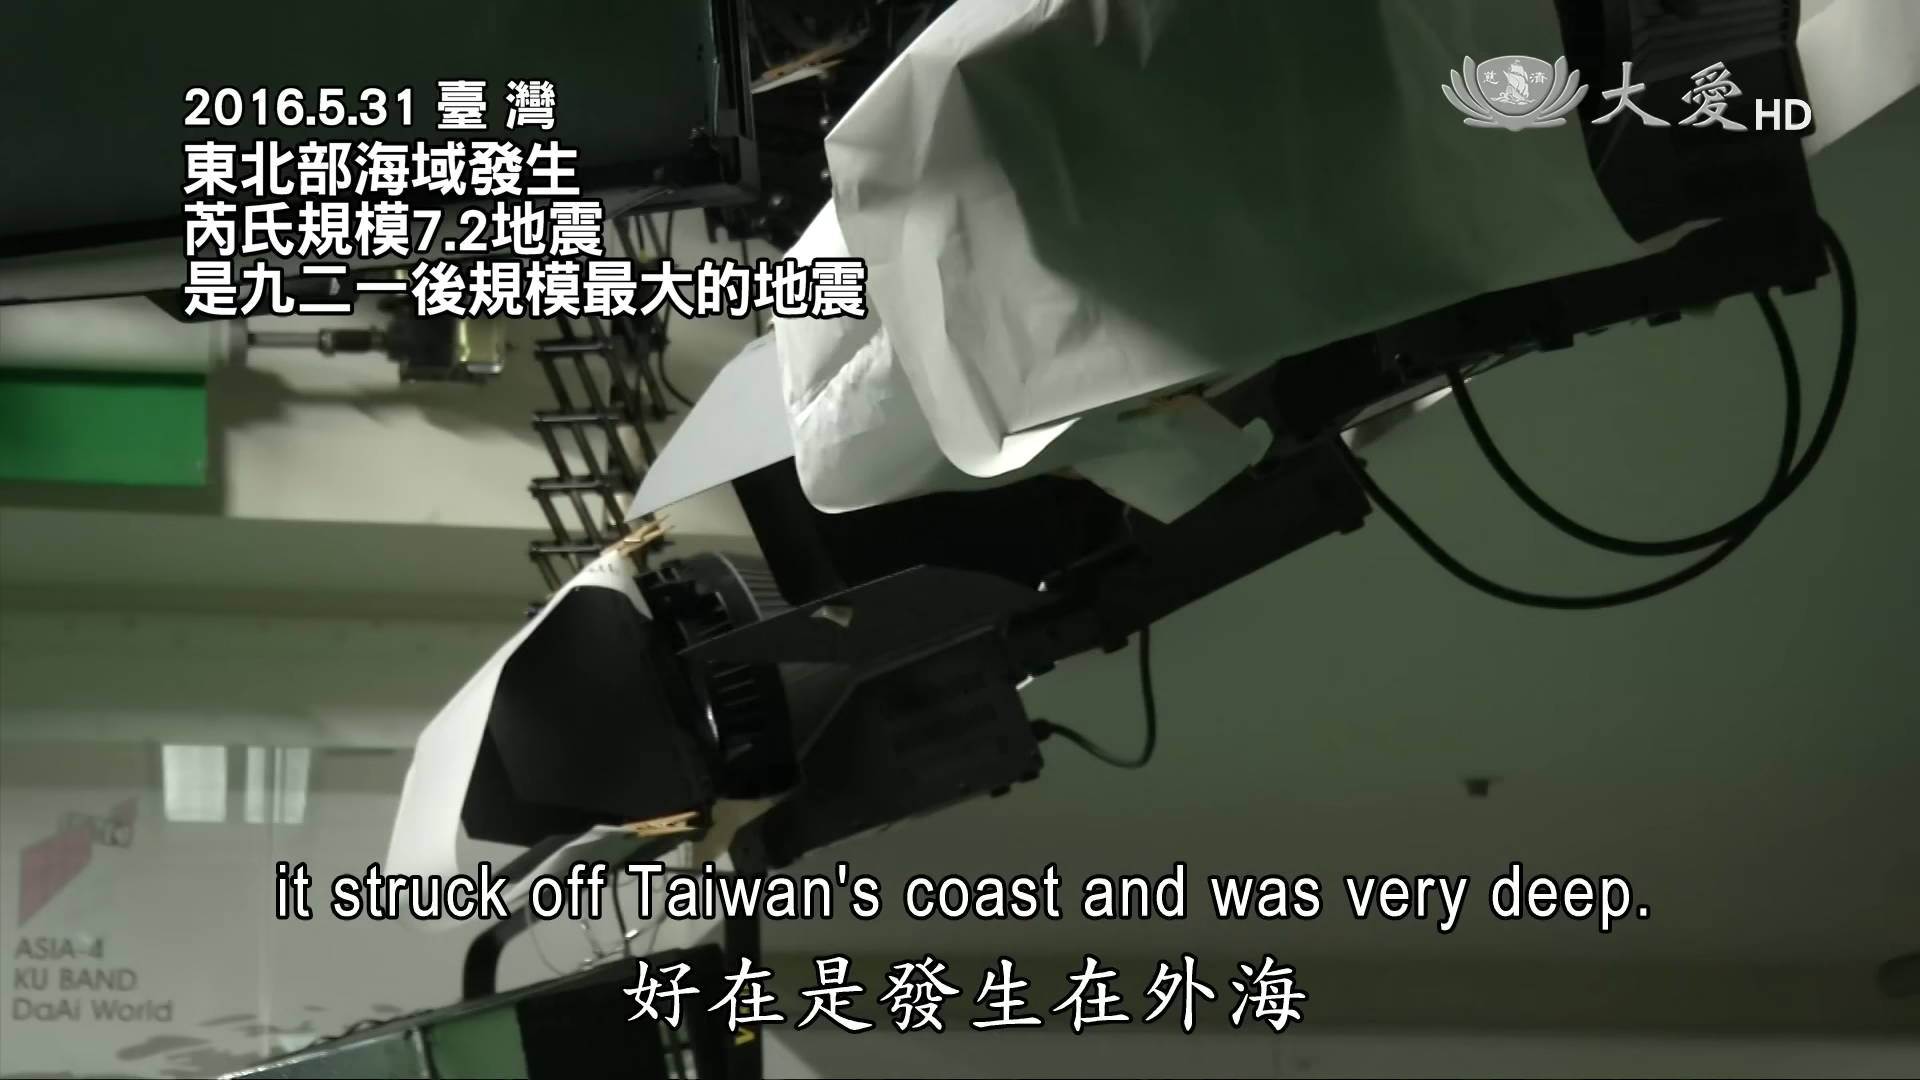 2016.5.31 臺灣
東北部海域發生
芮氏規模7.2地震
是九二一後規模最大的地震
慈濟
大愛HD
ASIA-4
KU BAND
DaAi World
it struck off Taiwan's coast and was very deep.
好在是發生在外海